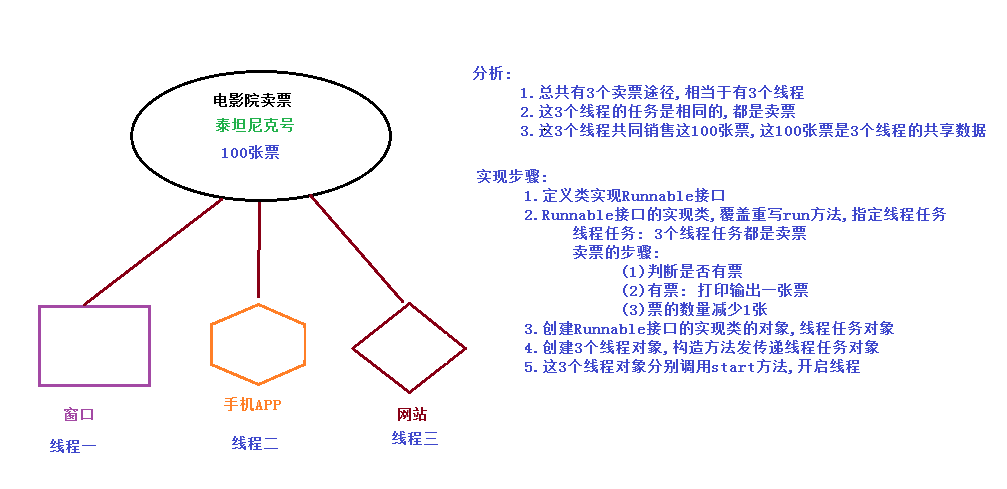 电影院卖票
泰坦尼克号
100张票
窗口
线程一
手机APP
线程二
网站
线程三
分析:
1.总共有3个卖票途径,相当于有3个线程
2.这3个线程的任务是相同的,都是卖票
3.这3个线程共同销售这100张票,这100张票是3个线程的共享数据
实现步骤:
1.定义类实现Runnable接口
2.Runnable接口的实现类,覆盖重写run方法,指定线程任务
线程任务: 3个线程任务都是卖票
卖票的步骤:
(1)判断是否有票
(2)有票: 打印输出一张票
(3)票的数量减少1张
3.创建Runnable接口的实现类的对象,线程任务对象
4.创建3个线程对象,构造方法发传递线程任务对象
5.这3个线程对象分别调用start方法,开启线程